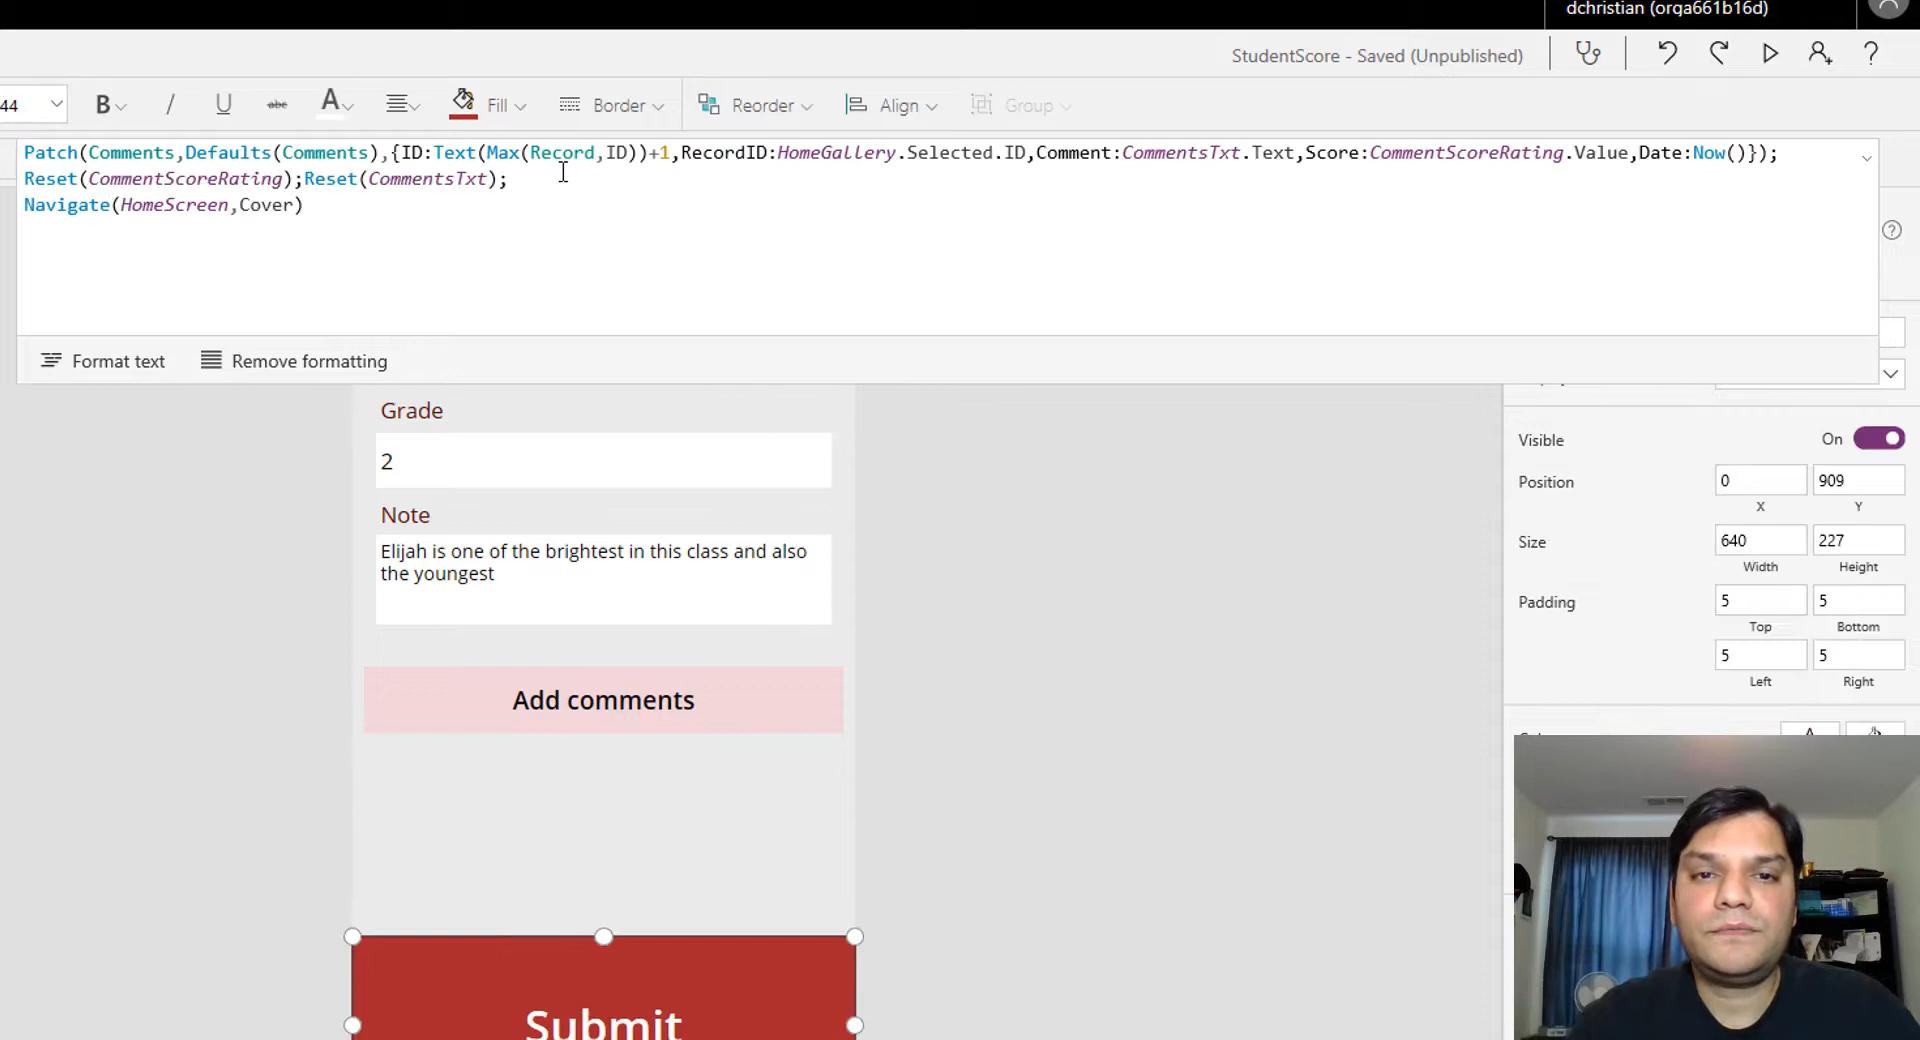 dchristian (orga661b16d)
StudentScore - Saved (Unpublished)
44 B / U abc A Fill Border Reorder Align Group
Patch(Comments,Defaults(Comments),{ID:Text(Max(Record,ID))+1,RecordID:HomeGallery.Selected.ID,Comment:CommentsTxt.Text,Score:CommentScoreRating.Value,Date:Now()});
Reset(CommentScoreRating);Reset(CommentsTxt);
Navigate(HomeScreen,Cover)
Format text Remove formatting
Grade
2
Note
Elijah is one of the brightest in this class and also
the youngest
Add comments
Submit
Visible On
Position 0 909
X Y
Size 640 227
Width Height
Padding 5 5
Top Bottom
5 5
Left Right